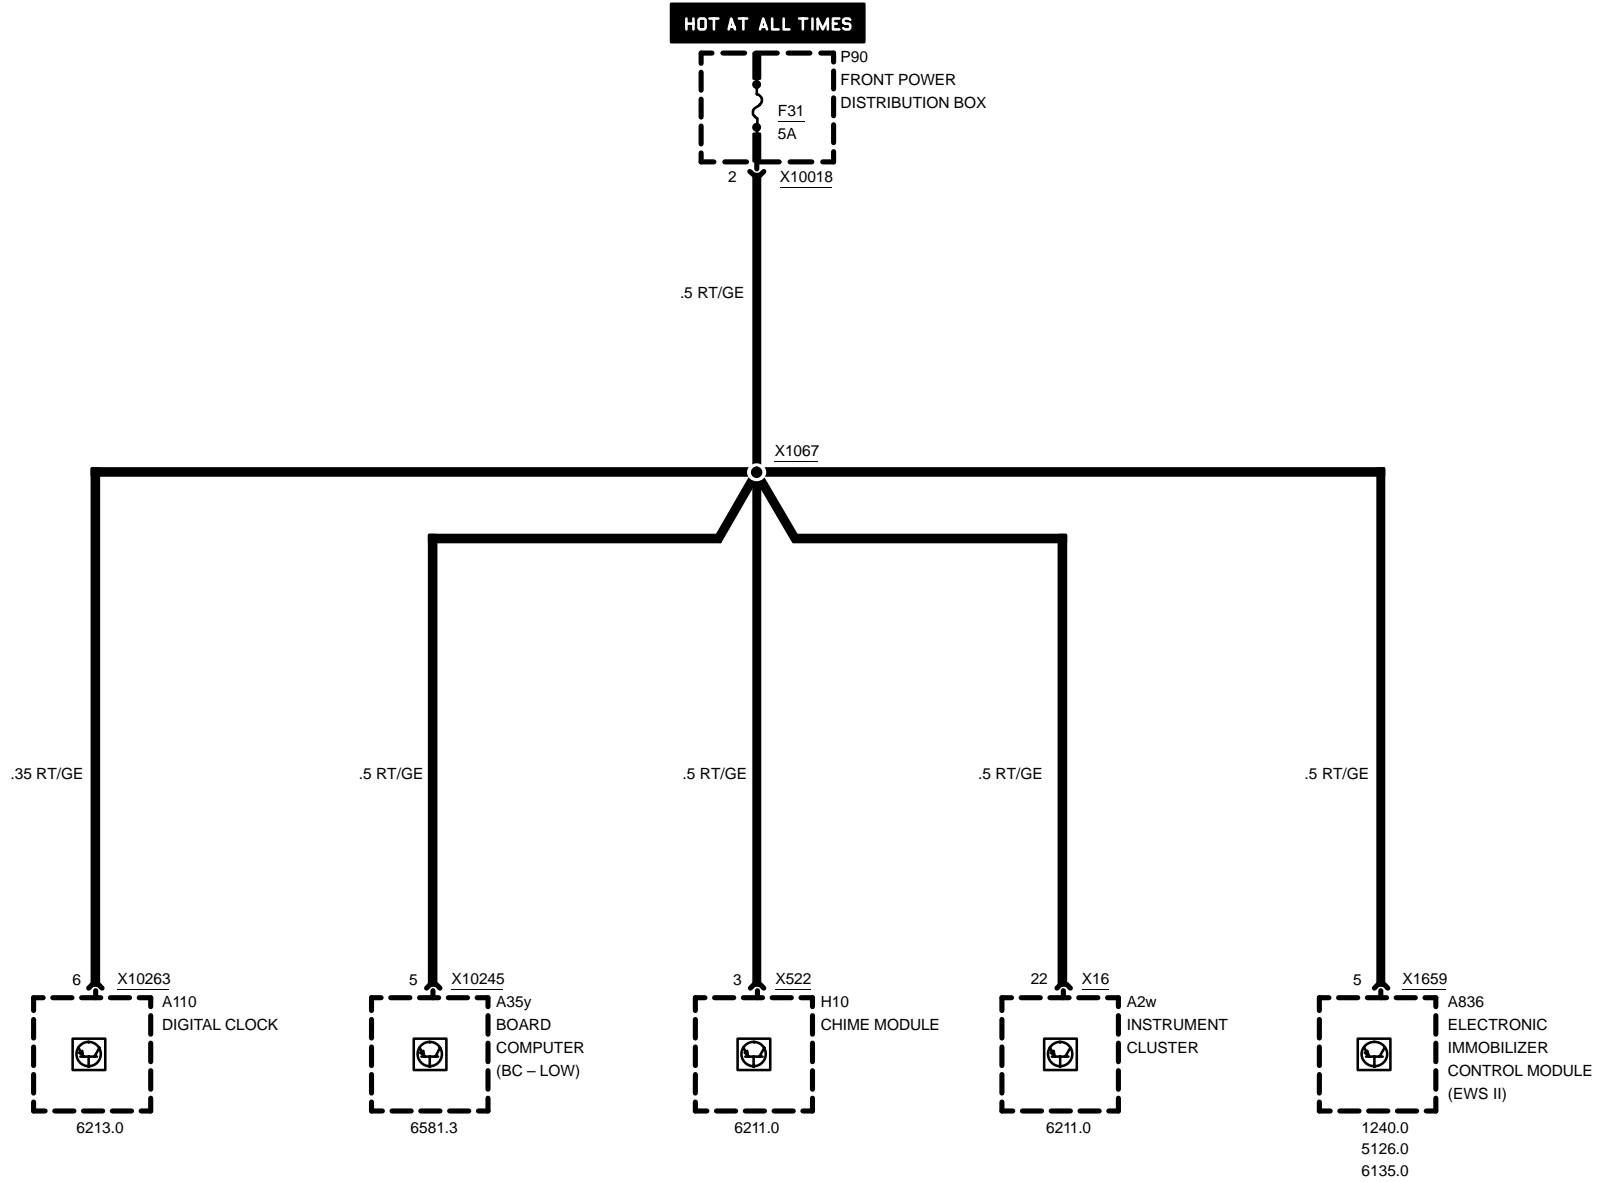 HOT AT ALL TIMES
P90
FRONT POWER
DISTRIBUTION BOX
F31
5A
2
X10018
.5 RT/GE
X1067
.35 RT/GE
.5 RT/GE
.5 RT/GE
.5 RT/GE
.5 RT/GE
6
X10263
A110
DIGITAL CLOCK
6213.0
5
X10245
A35y
BOARD
COMPUTER
(BC – LOW)
6581.3
3
X522
H10
CHIME MODULE
6211.0
22
X16
A2w
INSTRUMENT
CLUSTER
6211.0
5
X1659
A836
ELECTRONIC
IMMOBILIZER
CONTROL MODULE
(EWS II)
1240.0
5126.0
6135.0